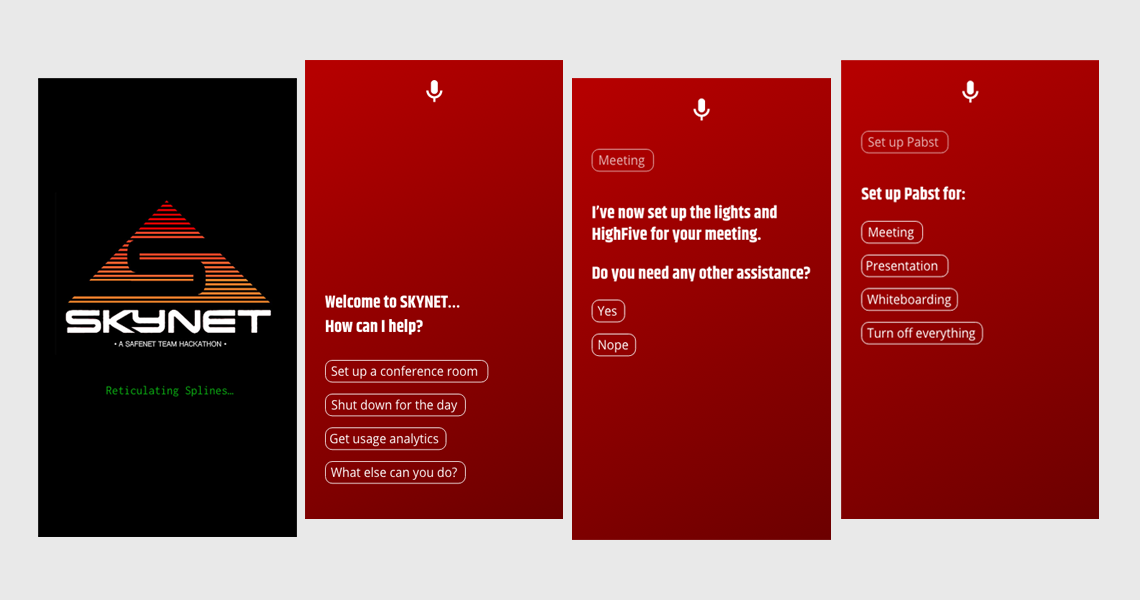 SKYNET
• A SAFENET TEAM HACKATHON •
Reticulating Splines…
Welcome to SKYNET...
How can I help?
Set up a conference room
Shut down for the day
Get usage analytics
What else can you do?
Meeting
I've now set up the lights and
HighFive for your meeting.
Do you need any other assistance?
Yes
Nope
Set up Pabst
Set up Pabst for:
Meeting
Presentation
Whiteboarding
Turn off everything